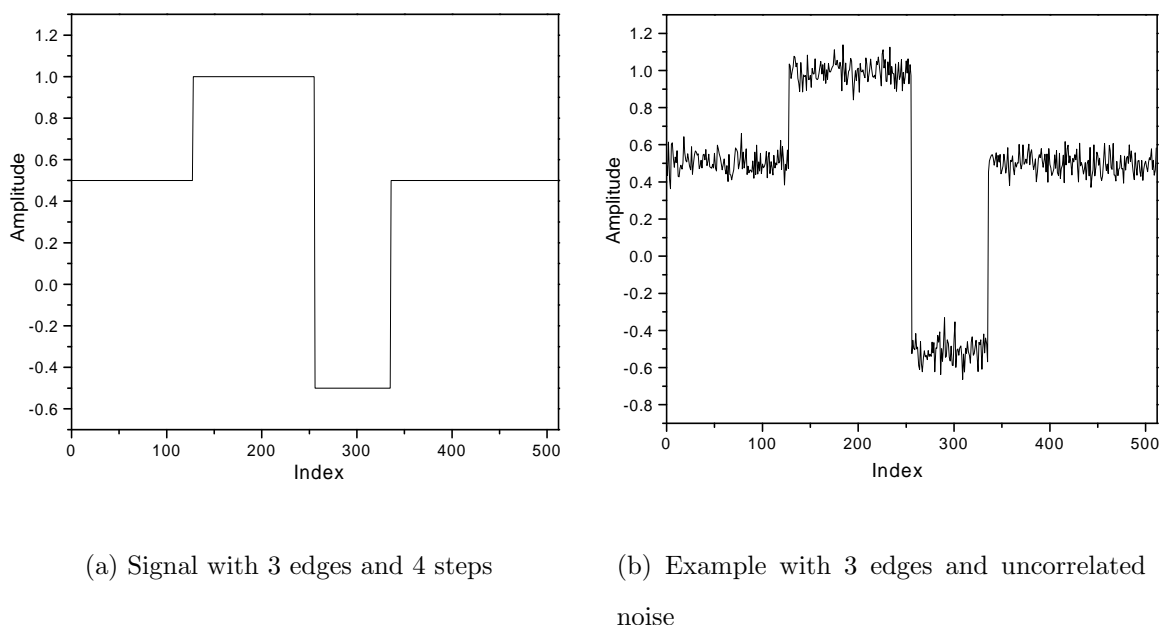 1.2
1.0
0.8
0.6
0.4
0.2
0.0
-0.2
-0.4
-0.6
Amplitude
0 100 200 300 400 500
Index
1.2
1.0
0.8
0.6
0.4
0.2
0.0
-0.2
-0.4
-0.6
-0.8
Amplitude
0 100 200 300 400 500
Index
(a) Signal with 3 edges and 4 steps
(b) Example with 3 edges and uncorrelated
noise